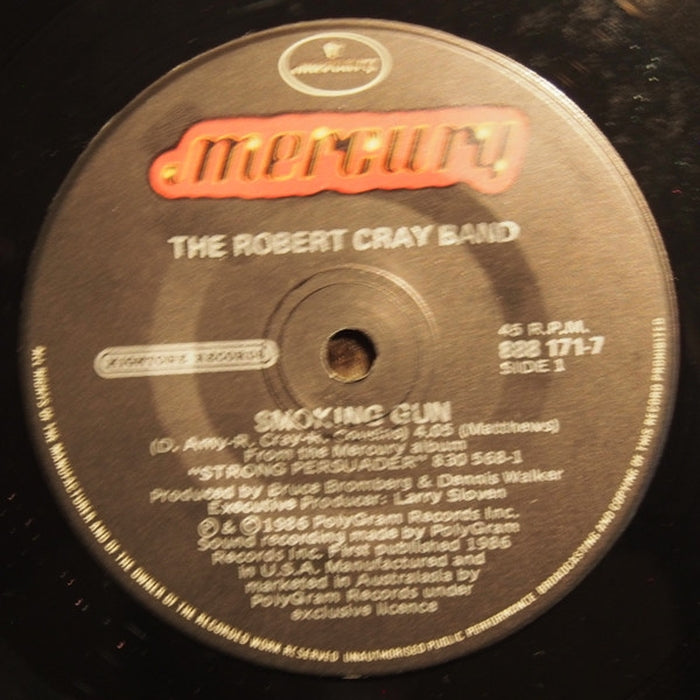 mercury
mercury
THE ROBERT CRAY BAND
HIGHTONE RECORDS
45 R.P.M.
888 171-7
SIDE 1
SMOKING GUN
(D. Amy-R. Cray-R. Cousins) 4.05 (Matthews)
From the Mercury album
"STRONG PERSUADER" 830 568-1
Produced by Bruce Bromberg & Dennis Walker
Executive Producer: Larry Sloven
Ⓟ & ©1986 PolyGram Records Inc.
Sound recording made by PolyGram
Records Inc. First published 1986
in U.S.A. Manufactured and
marketed in Australasia by
PolyGram Records under
exclusive licence
ALL RIGHTS OF THE MANUFACTURER AND OF THE OWNER OF THE RECORDED WORK RESERVED UNAUTHORISED PUBLIC PERFORMANCE BROADCASTING AND COPYING OF THIS RECORD PROHIBITED